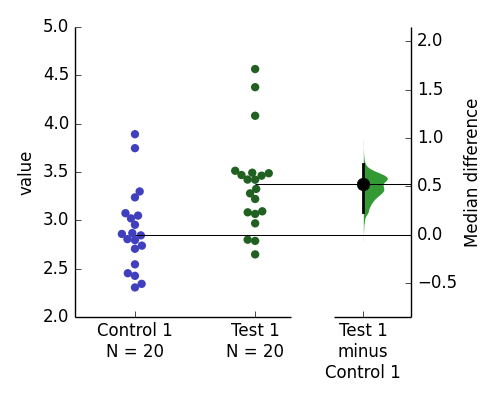 5.0
4.5
4.0
3.5
3.0
2.5
2.0
value
Control 1
N = 20
Test 1
N = 20
Test 1
minus
Control 1
2.0
1.5
1.0
0.5
0.0
−0.5
Median difference